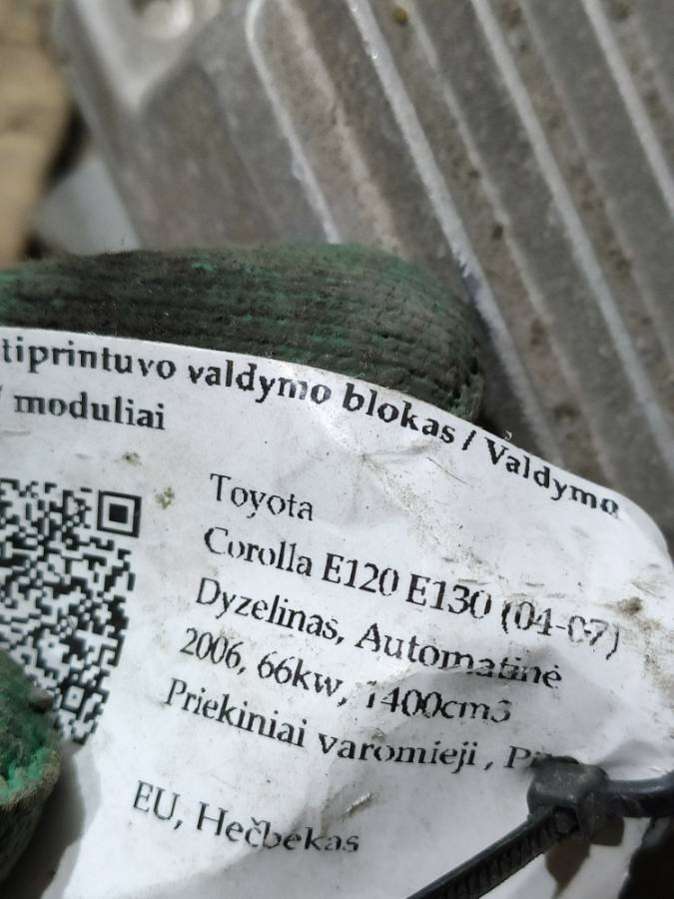 tiprintuvo valdymo blokas / Valdymo
/ moduliai
Toyota
Corolla E120 E130 (04-07)
Dyzelinas, Automatinė
2006, 66kw, 1400cm3
Priekiniai varomieji,
EU, Hečbekas